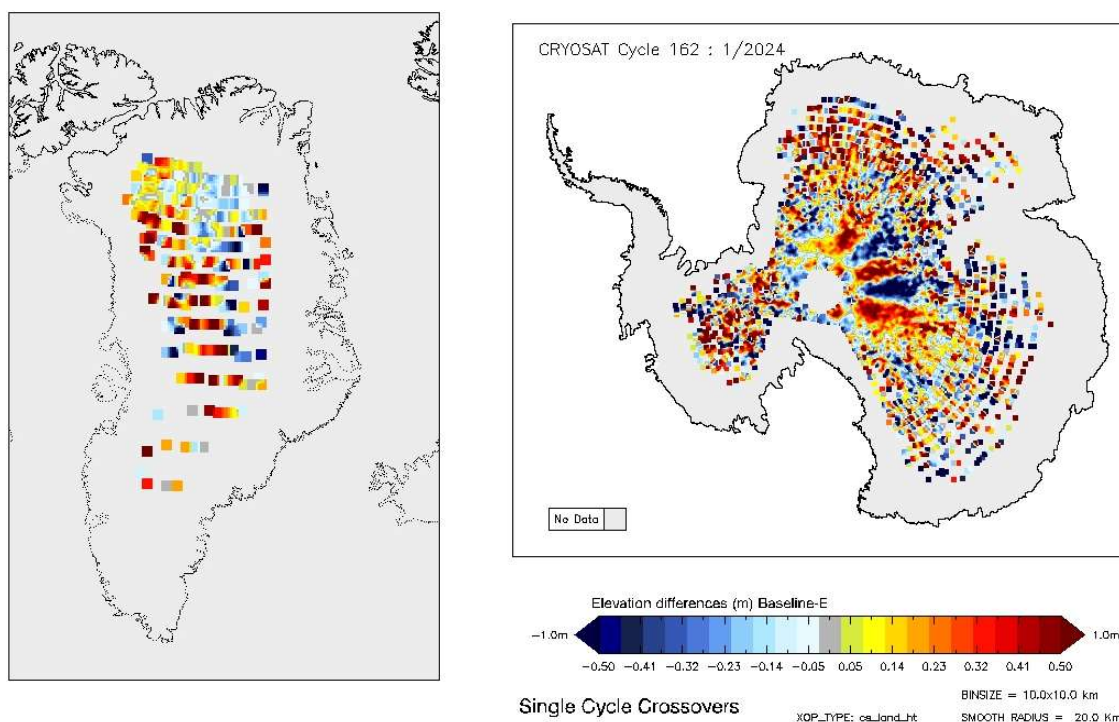 CRYOSAT Cycle 162 : 1/2024
No Data
Elevation differences (m) Baseline-E
-1.0m
1.0m
-0.50 -0.41 -0.32 -0.23 -0.14 -0.05 0.05 0.14 0.23 0.32 0.41 0.50
Single Cycle Crossovers
BINSIZE = 10.0x10.0 km
XOP_TYPE: ca_land_ht
SMOOTH RADIUS = 20.0 Km